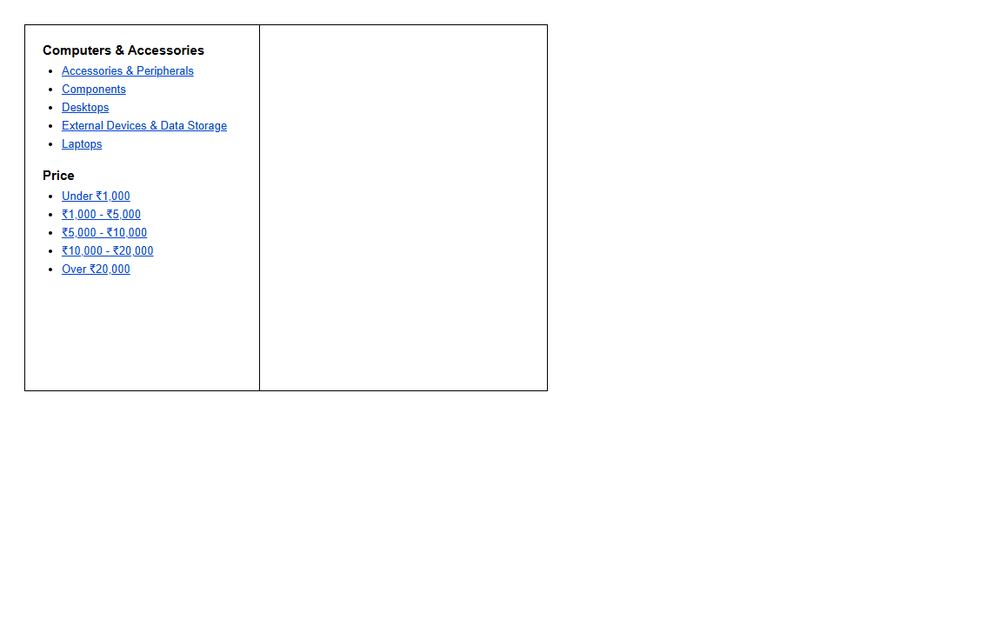 Computers & Accessories
Accessories & Peripherals
Components
Desktops
External Devices & Data Storage
Laptops
Price
Under ₹1,000
₹1,000 - ₹5,000
₹5,000 - ₹10,000
₹10,000 - ₹20,000
Over ₹20,000